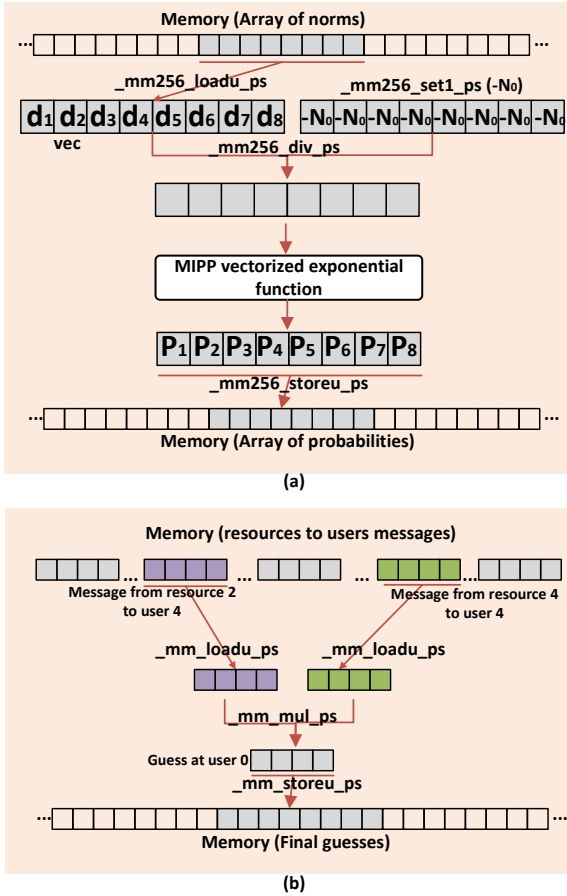 Memory (Array of norms)
... ...
_mm256_loadu_ps
_mm256_set1_ps (-N₀)
d₁ d₂ d₃ d₄ d₅ d₆ d₇ d₈
-N₀ -N₀ -N₀ -N₀ -N₀ -N₀ -N₀ -N₀
vec
_mm256_div_ps
MIPP vectorized exponential
function
P₁ P₂ P₃ P₄ P₅ P₆ P₇ P₈
_mm256_storeu_ps
... ...
Memory (Array of probabilities)
(a)
Memory (resources to users messages)
... ... ... ...
Message from resource 2
to user 4
Message from resource 4
to user 4
_mm_loadu_ps
_mm_loadu_ps
_mm_mul_ps
Guess at user 0
_mm_storeu_ps
... ...
Memory (Final guesses)
(b)